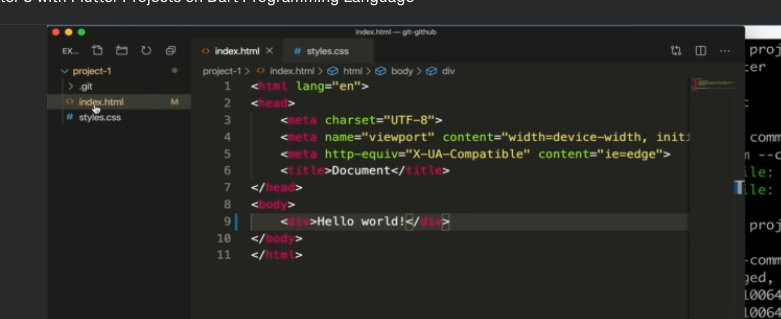 with Flutter Projects on Dart Programming Language
index.html — git-github
EX...
index.html
styles.css
project-1
.git
index.html M
styles.css
project-1 > index.html > html > body > div
1 <html lang="en">
2 <head>
3 <meta charset="UTF-8">
4 <meta name="viewport" content="width=device-width, initi
5 <meta http-equiv="X-UA-Compatible" content="ie=edge">
6 <title>Document</title>
7 </head>
8 <body>
9 <div>Hello world!</div>
10 </body>
11 </html>
proj
comm
ile:
ile:
proj
-comm
ged,
10064
10064